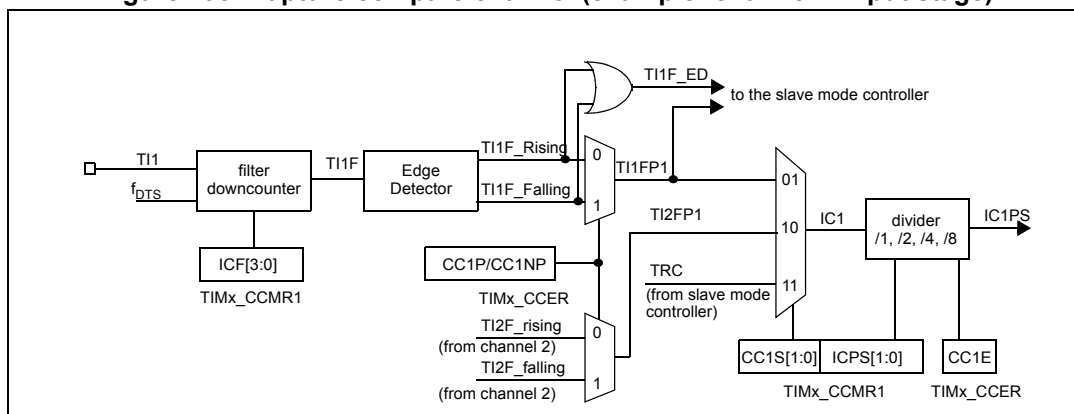 TI1F_ED
to the slave mode controller
TI1
fDTS
filter
downcounter
ICF[3:0]
TIMx_CCMR1
TI1F
Edge
Detector
TI1F_Rising
TI1F_Falling
0
1
TI1FP1
CC1P/CC1NP
TIMx_CCER
TI2F_rising
(from channel 2)
TI2F_falling
(from channel 2)
0
1
TI2FP1
TRC
(from slave mode
controller)
01
10
11
IC1
divider
/1, /2, /4, /8
IC1PS
CC1S[1:0]
ICPS[1:0]
TIMx_CCMR1
CC1E
TIMx_CCER